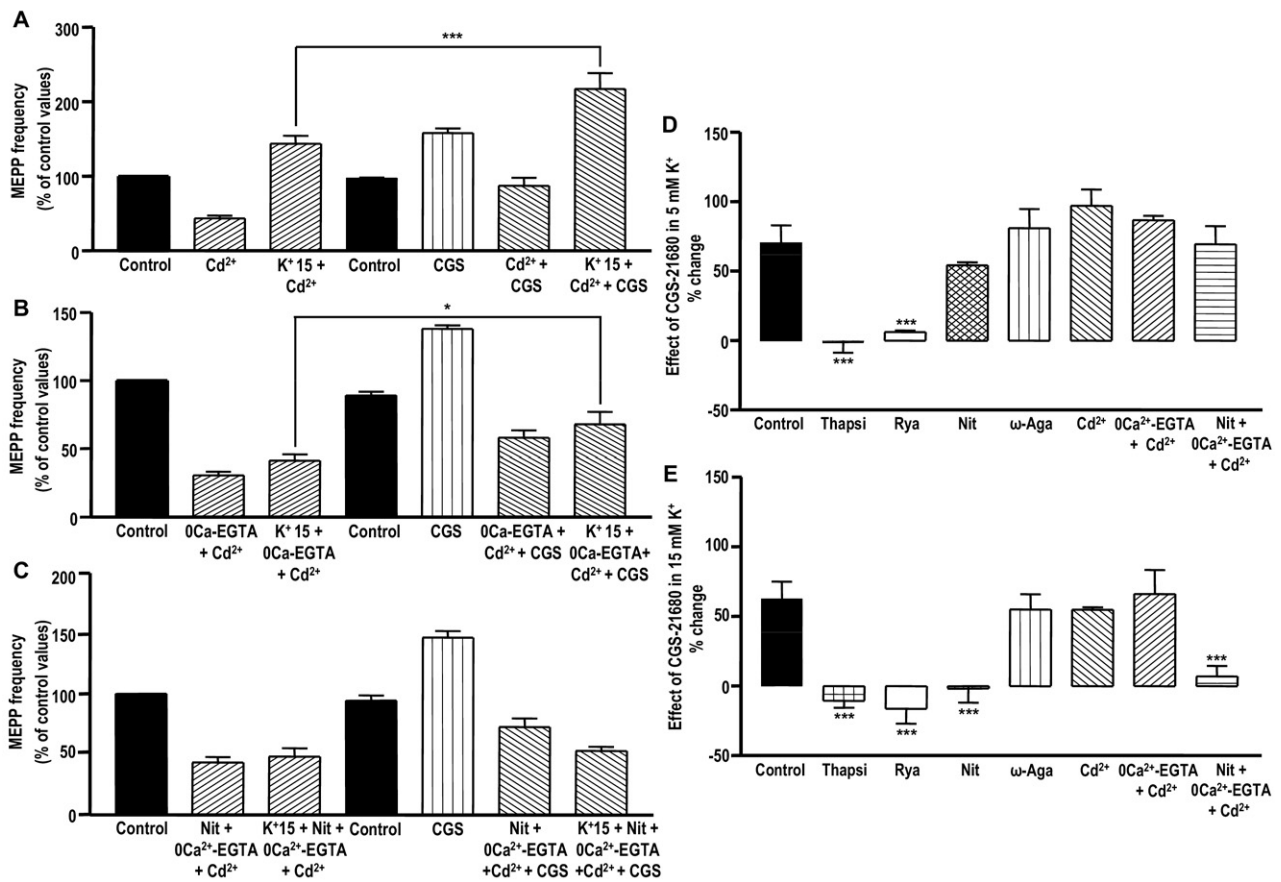 A
MEPP frequency
(% of control values)
300
200
100
0
***
Control
Cd²⁺
K⁺ 15 +
Cd²⁺
Control
CGS
Cd²⁺ +
CGS
K⁺ 15 +
Cd²⁺ + CGS
B
MEPP frequency
(% of control values)
150
100
50
0
*
Control
0Ca-EGTA
+ Cd²⁺
K⁺ 15 +
0Ca-EGTA
+ Cd²⁺
Control
CGS
0Ca-EGTA +
Cd²⁺ + CGS
K⁺ 15 +
0Ca-EGTA+
Cd²⁺ + CGS
C
MEPP frequency
(% of control values)
200
150
100
50
0
Control
Nit +
0Ca²⁺-EGTA
+ Cd²⁺
K⁺15 + Nit +
0Ca²⁺-EGTA
+ Cd²⁺
Control
CGS
Nit +
0Ca²⁺-EGTA
+Cd²⁺ + CGS
K⁺15 + Nit +
0Ca²⁺-EGTA
+Cd²⁺ + CGS
D
Effect of CGS-21680 in 5 mM K⁺
% change
150
100
50
0
-50
***
***
Control
Thapsi
Rya
Nit
ω-Aga
Cd²⁺
0Ca²⁺-EGTA
+ Cd²⁺
Nit +
0Ca²⁺-EGTA
+ Cd²⁺
E
Effect of CGS-21680 in 15 mM K⁺
% change
150
100
50
0
-50
***
***
***
***
Control
Thapsi
Rya
Nit
ω-Aga
Cd²⁺
0Ca²⁺-EGTA
+ Cd²⁺
Nit +
0Ca²⁺-EGTA
+ Cd²⁺